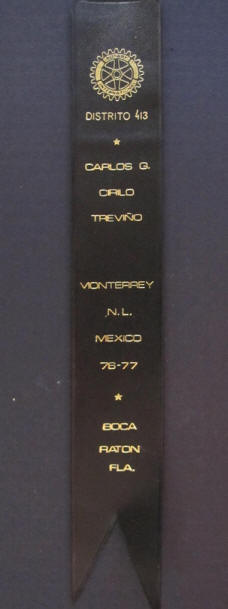 DISTRITO 413
CARLOS G.
CIRILO
TREVIÑO
MONTERREY
N.L.
MEXICO
76-77
BOCA
RATON
FLA.